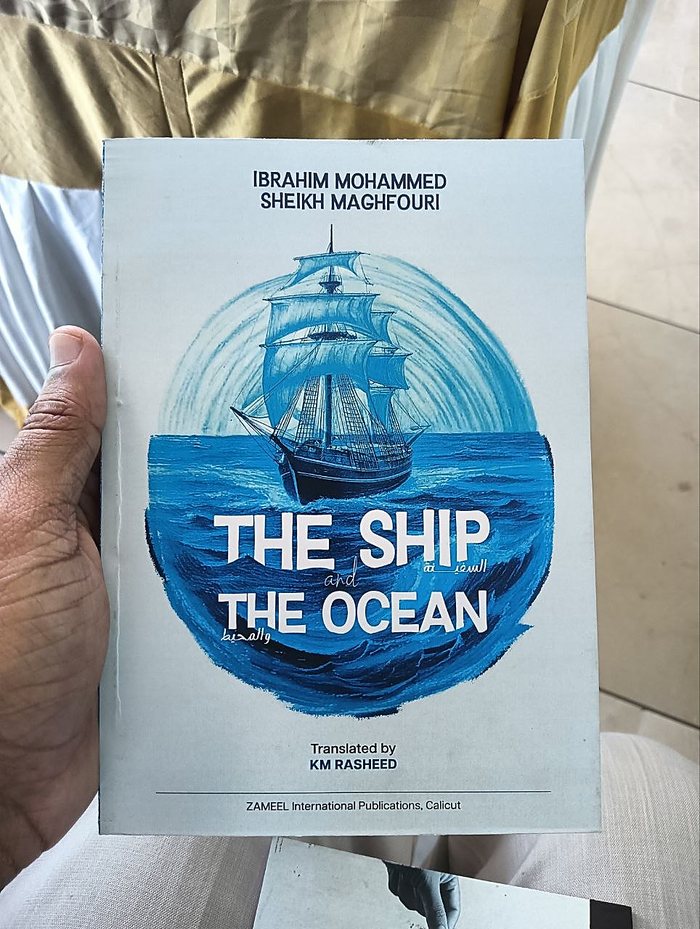 IBRAHIM MOHAMMED
SHEIKH MAGHFOURI
THE SHIP
السفينة
and
THE OCEAN
والمحيط
Translated by
KM RASHEED
ZAMEEL International Publications, Calicut